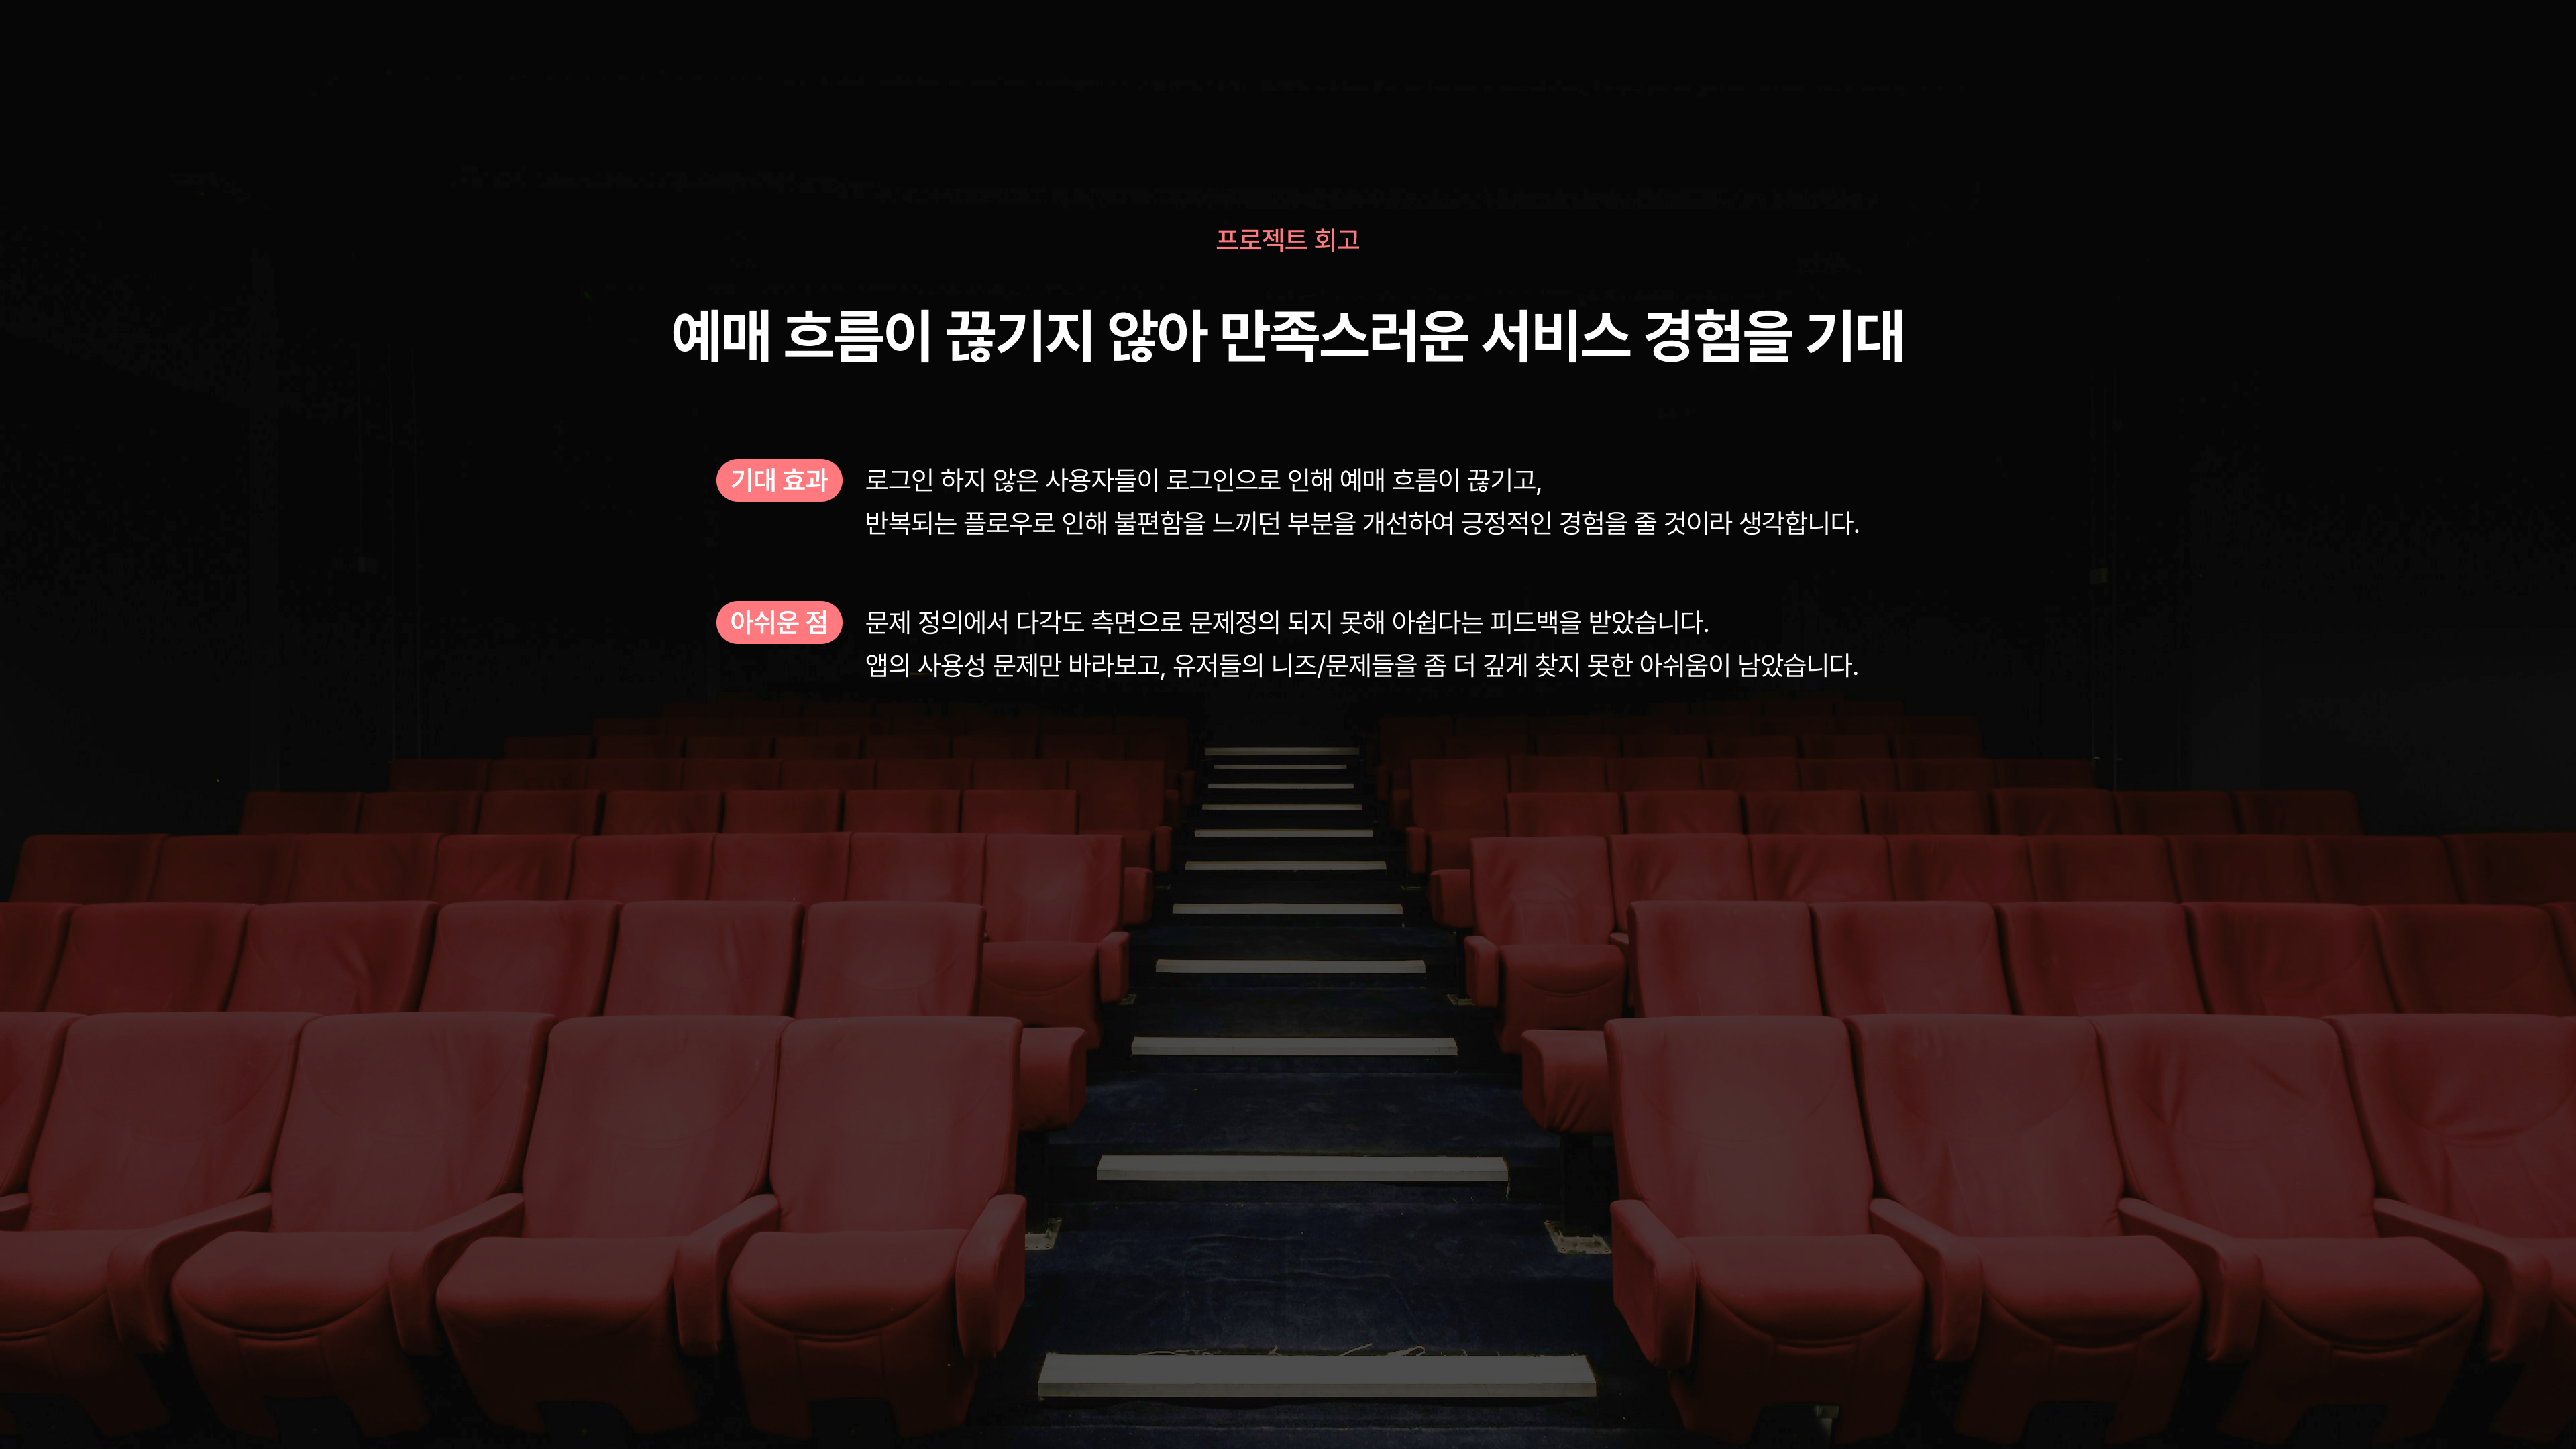 프로젝트 회고
예매 흐름이 끊기지 않아 만족스러운 서비스 경험을 기대
기대 효과
로그인 하지 않은 사용자들이 로그인으로 인해 예매 흐름이 끊기고,
반복되는 플로우로 인해 불편함을 느끼던 부분을 개선하여 긍정적인 경험을 줄 것이라 생각합니다.
아쉬운 점
문제 정의에서 다각도 측면으로 문제정의 되지 못해 아쉽다는 피드백을 받았습니다.
앱의 사용성 문제만 바라보고, 유저들의 니즈/문제들을 좀 더 깊게 찾지 못한 아쉬움이 남았습니다.